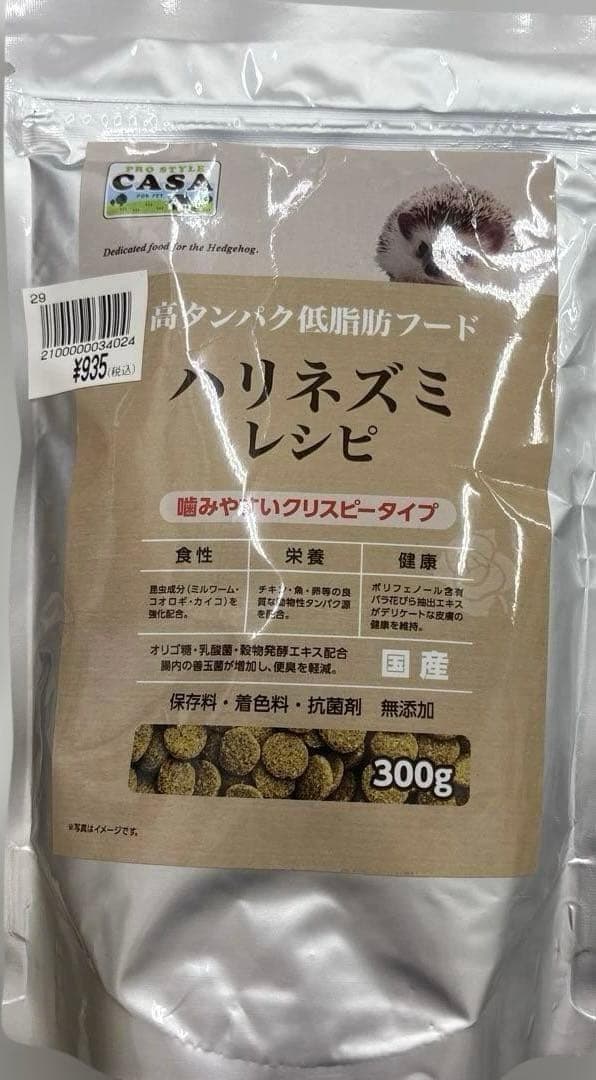 PRO STYLE
CASA
FOR PET
Dedicated food for the Hedgehog.
29
2100000034024
¥935(税込)
高タンパク低脂肪フード
ハリネズミ
レシピ
噛みやすいクリスピータイプ
食性
昆虫成分(ミルワーム・
コオロギ・カイコ)を
強化配合。
栄養
チキン・魚・卵等の良
質な動物性タンパク源
を配合。
健康
ポリフェノール含有
バラ花びら抽出エキス
がデリケートな皮膚の
健康を維持。
オリゴ糖・乳酸菌・穀物発酵エキス配合
腸内の善玉菌が増加し、便臭を軽減。
国産
保存料・着色料・抗菌剤 無添加
300g
※写真はイメージです。